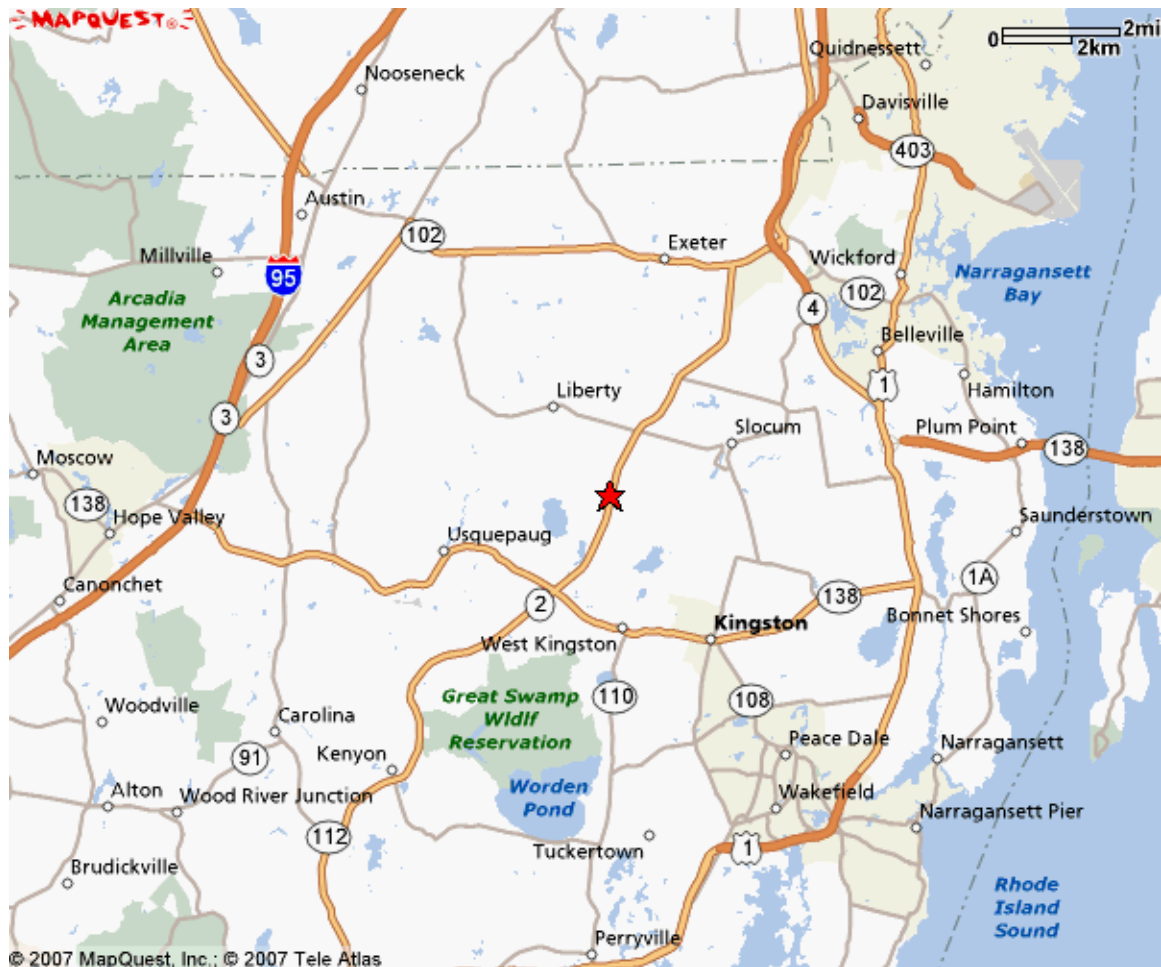 MAPQUEST®
0
2mi
2km
Quidnessett
Nooseneck
Davisville
403
Austin
102
Exeter
Millville
Wickford
95
Narragansett
Bay
Arcadia
Management
Area
102
4
Belleville
3
1
Hamilton
Liberty
3
Slocum
Plum Point
138
Moscow
138
Hope Valley
Saunderstown
Usquepaug
Canonchet
1A
138
2
Bonnet Shores
Kingston
West Kingston
Great Swamp
Wldlf
Reservation
110
108
Woodville
Carolina
Peace Dale
Narragansett
Kenyon
91
Worden
Pond
Alton
Wood River Junction
Wakefield
Narragansett Pier
112
Tuckertown
1
Brudickville
Rhode
Island
Sound
Perryville
© 2007 MapQuest, Inc.; © 2007 Tele Atlas